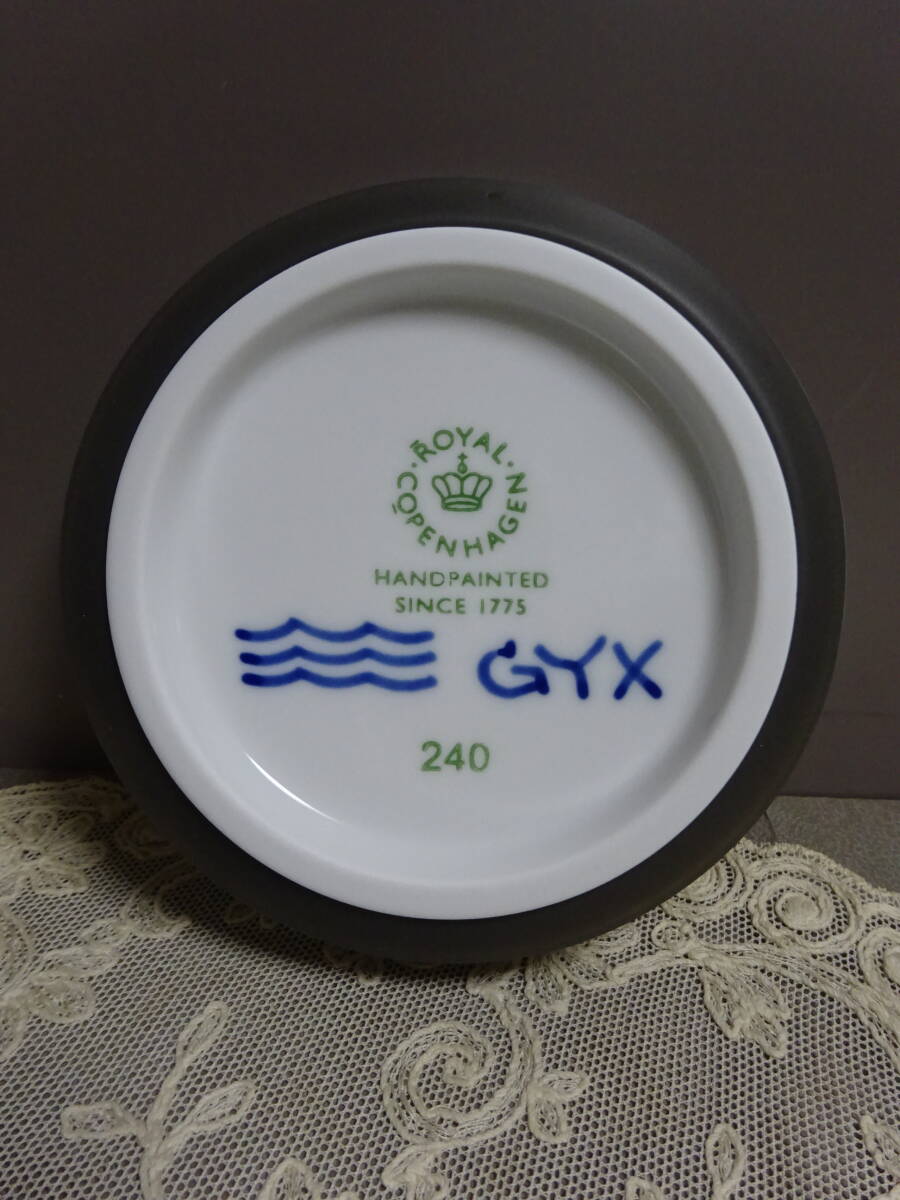 ROYAL · COPENHAGEN ·
HANDPAINTED
SINCE 1775
GYX
240